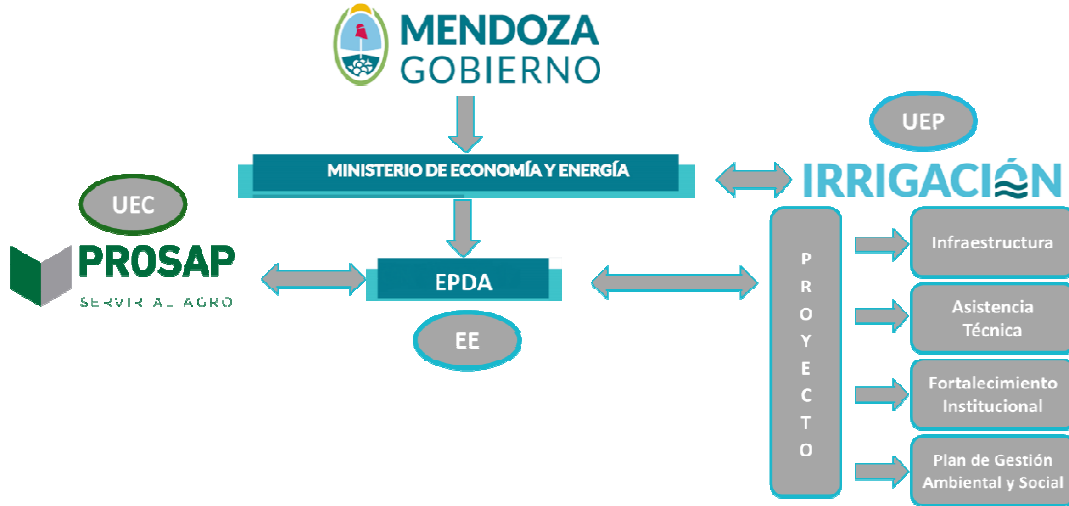 MENDOZA
GOBIERNO
UEP
MINISTERIO DE ECONOMÍA Y ENERGÍA
IRRIGACIÓN
UEC
PROSAP
SERVIR AL AGRO
EPDA
EE
PROYECTO
Infraestructura
Asistencia
Técnica
Fortalecimiento
Institucional
Plan de Gestión
Ambiental y Social